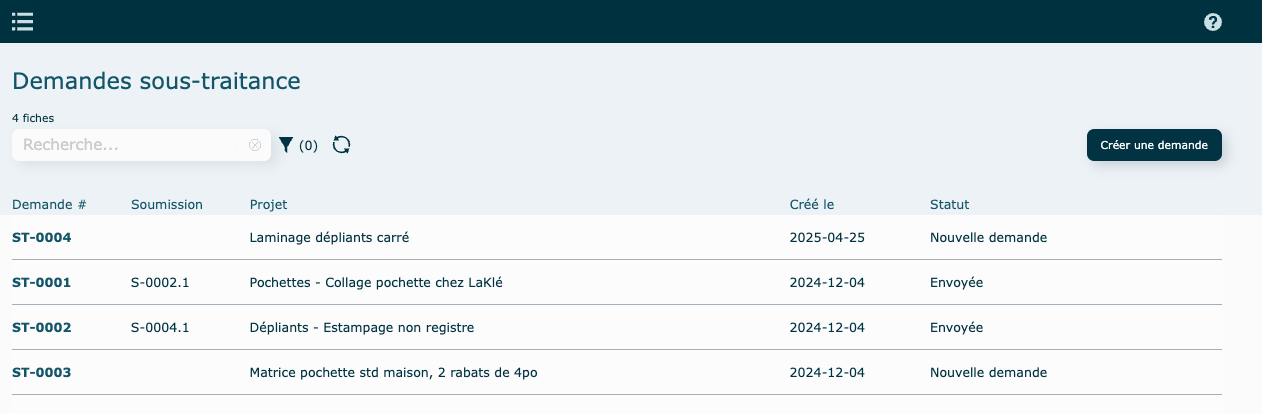 Demandes sous-traitance
4 fiches
Recherche...
(0)
Créer une demande
Demande # Soumission Projet Créé le Statut
ST-0004 Laminage dépliants carré 2025-04-25 Nouvelle demande
ST-0001 S-0002.1 Pochettes - Collage pochette chez LaKlé 2024-12-04 Envoyée
ST-0002 S-0004.1 Dépliants - Estampage non registre 2024-12-04 Envoyée
ST-0003 Matrice pochette std maison, 2 rabats de 4po 2024-12-04 Nouvelle demande